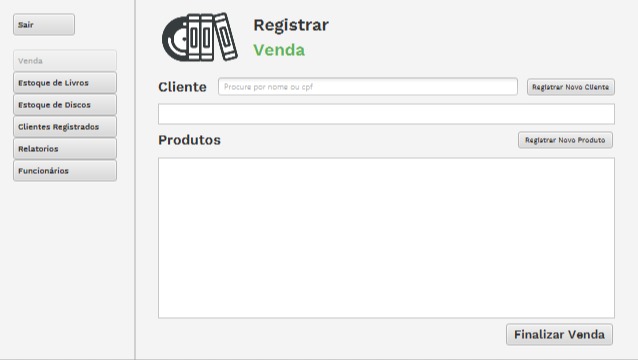 Sair
Venda
Estoque de Livros
Estoque de Discos
Clientes Registrados
Relatorios
Funcionários
Registrar
Venda
Cliente
Procure por nome ou cpf
Registrar Novo Cliente
Produtos
Registrar Novo Produto
Finalizar Venda